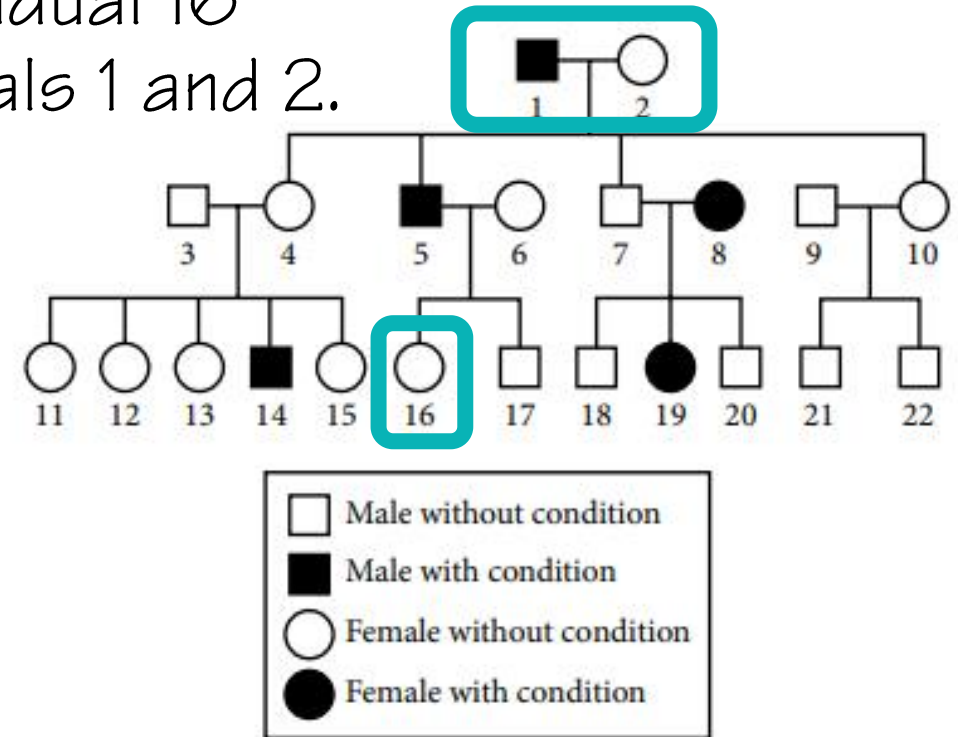 als 1 and 2.
1 2
3 4 5 6 7 8 9 10
11 12 13 14 15 16 17 18 19 20 21 22
Male without condition
Male with condition
Female without condition
Female with condition